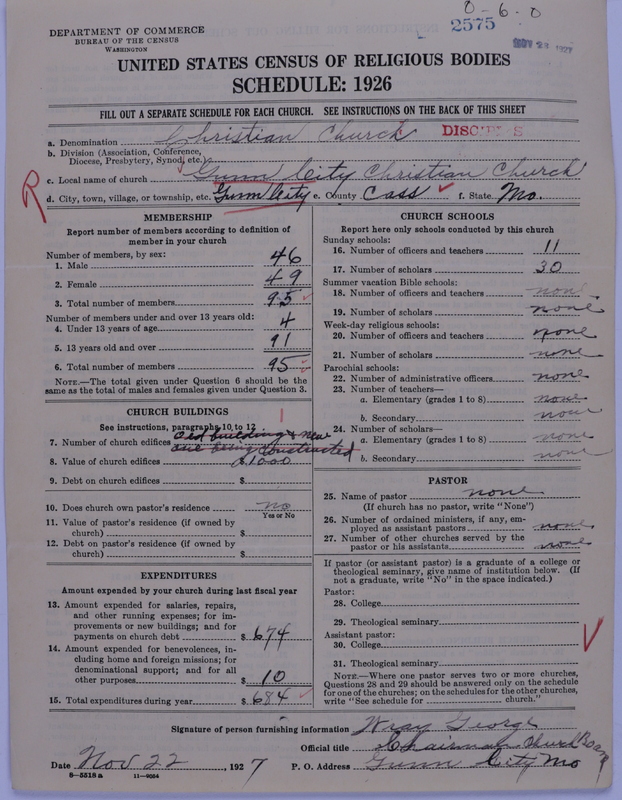 0-6-0
DEPARTMENT OF COMMERCE
BUREAU OF THE CENSUS
WASHINGTON
2575
NOV 28 1927
UNITED STATES CENSUS OF RELIGIOUS BODIES
SCHEDULE: 1926
FILL OUT A SEPARATE SCHEDULE FOR EACH CHURCH. SEE INSTRUCTIONS ON THE BACK OF THIS SHEET
a. Denomination Christian Church DISCIPLES
b. Division (Association, Conference,
Diocese, Presbytery, Synod, etc.)
c. Local name of church Gunn City Christian Church
R
d. City, town, village, or township, etc. Gunn City e. County Cass f. State Mo.
MEMBERSHIP
Report number of members according to definition of
member in your church
Number of members, by sex:
1. Male 46
2. Female 49
3. Total number of members 95
Number of members under and over 13 years old:
4. Under 13 years of age 4
5. 13 years old and over 91
6. Total number of members 95
NOTE.—The total given under Question 6 should be the
same as the total of males and females given under Question 3.
CHURCH BUILDINGS
See instructions, paragraphs 10, to 12
1
7. Number of church edifices Old building & new
one being constructed
8. Value of church edifices 1000
9. Debt on church edifices $
10. Does church own pastor's residence no
Yes or No
11. Value of pastor's residence (if owned by
church) $
12. Debt on pastor's residence (if owned by
church) $
EXPENDITURES
Amount expended by your church during last fiscal year
13. Amount expended for salaries, repairs,
and other running expenses; for im-
provements or new buildings; and for
payments on church debt $ 674
14. Amount expended for benevolences, in-
cluding home and foreign missions; for
denominational support; and for all
other purposes $ 10
15. Total expenditures during year $ 684
CHURCH SCHOOLS
Report here only schools conducted by this church
Sunday schools:
16. Number of officers and teachers 11
17. Number of scholars 30
Summer vacation Bible schools:
18. Number of officers and teachers none
19. Number of scholars none
Week-day religious schools:
20. Number of officers and teachers none
21. Number of scholars none
Parochial schools:
22. Number of administrative officers none
23. Number of teachers—
a. Elementary (grades 1 to 8) none
b. Secondary none
24. Number of scholars—
a. Elementary (grades 1 to 8) none
b. Secondary none
PASTOR
25. Name of pastor none
(If church has no pastor, write "None")
26. Number of ordained ministers, if any, em-
ployed as assistant pastors none
27. Number of other churches served by the
pastor or his assistants none
If pastor (or assistant pastor) is a graduate of a college or
theological seminary, give name of institution below. (If
not a graduate, write "No" in the space indicated.)
Pastor:
28. College
29. Theological seminary
Assistant pastor:
30. College
31. Theological seminary
NOTE.—Where one pastor serves two or more churches,
Questions 28 and 29 should be answered only on the schedule
for one of the churches; on the schedules for the other churches,
write "See schedule for church."
Signature of person furnishing information Wray George
Official title Chairman Church Board
Date Nov 22, 1927 P. O. Address Gunn City Mo
8—5518 a 11—9064